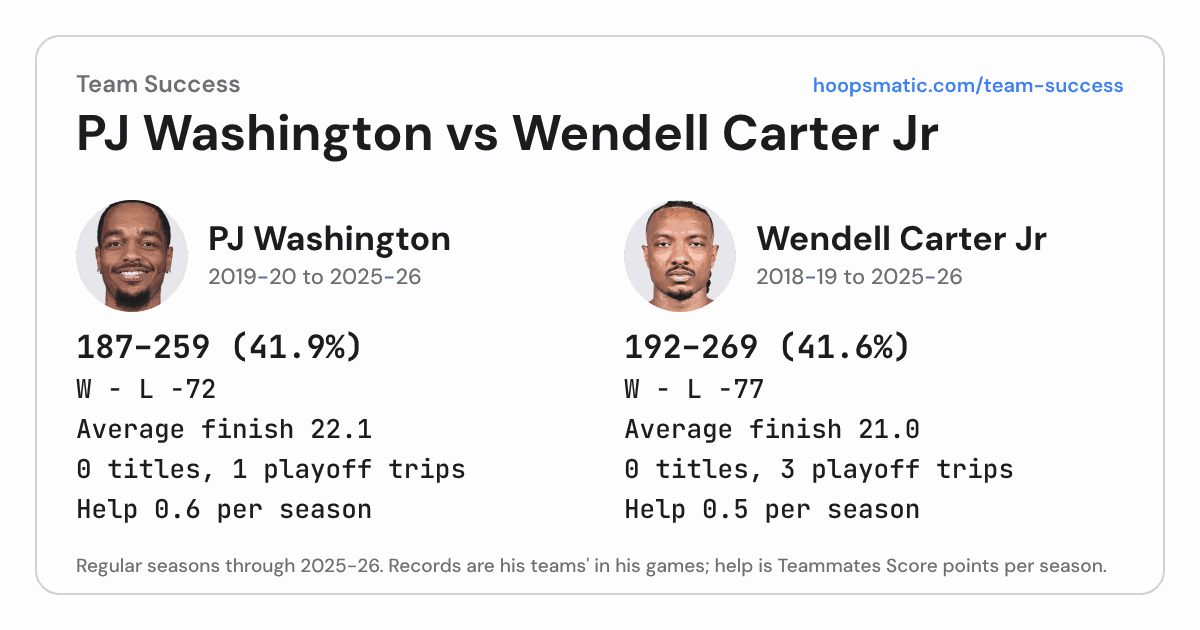 Team Success
hoopsmatic.com/team-success
PJ Washington vs Wendell Carter Jr
PJ Washington
2019-20 to 2025-26
187-259 (41.9%)
W - L -72
Average finish 22.1
0 titles, 1 playoff trips
Help 0.6 per season
Wendell Carter Jr
2018-19 to 2025-26
192-269 (41.6%)
W - L -77
Average finish 21.0
0 titles, 3 playoff trips
Help 0.5 per season
Regular seasons through 2025-26. Records are his teams' in his games; help is Teammates Score points per season.